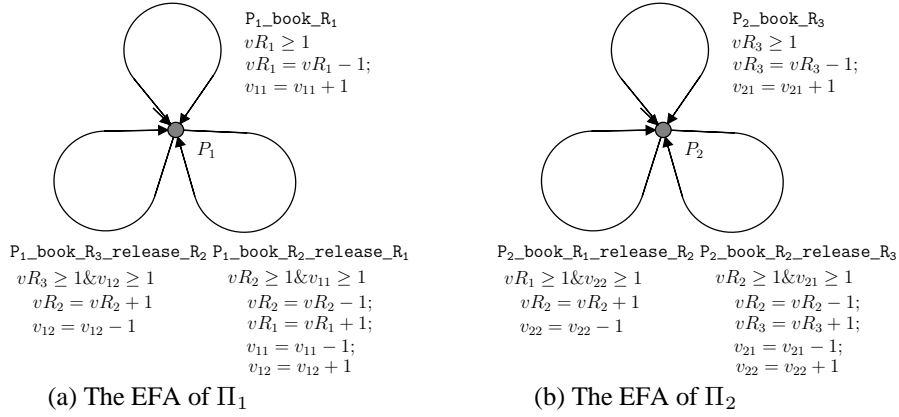 P_1_book_R_1
vR_1 ≥ 1
vR_1 = vR_1 − 1;
v_11 = v_11 + 1
P_1
P_1_book_R_3_release_R_2
vR_3 ≥ 1&v_12 ≥ 1
vR_2 = vR_2 + 1
v_12 = v_12 − 1
P_1_book_R_2_release_R_1
vR_2 ≥ 1&v_11 ≥ 1
vR_2 = vR_2 − 1;
vR_1 = vR_1 + 1;
v_11 = v_11 − 1;
v_12 = v_12 + 1
(a) The EFA of Π_1
P_2_book_R_3
vR_3 ≥ 1
vR_3 = vR_3 − 1;
v_21 = v_21 + 1
P_2
P_2_book_R_1_release_R_2
vR_1 ≥ 1&v_22 ≥ 1
vR_2 = vR_2 + 1
v_22 = v_22 − 1
P_2_book_R_2_release_R_3
vR_2 ≥ 1&v_21 ≥ 1
vR_2 = vR_2 − 1;
vR_3 = vR_3 + 1;
v_21 = v_21 − 1;
v_22 = v_22 + 1
(b) The EFA of Π_2